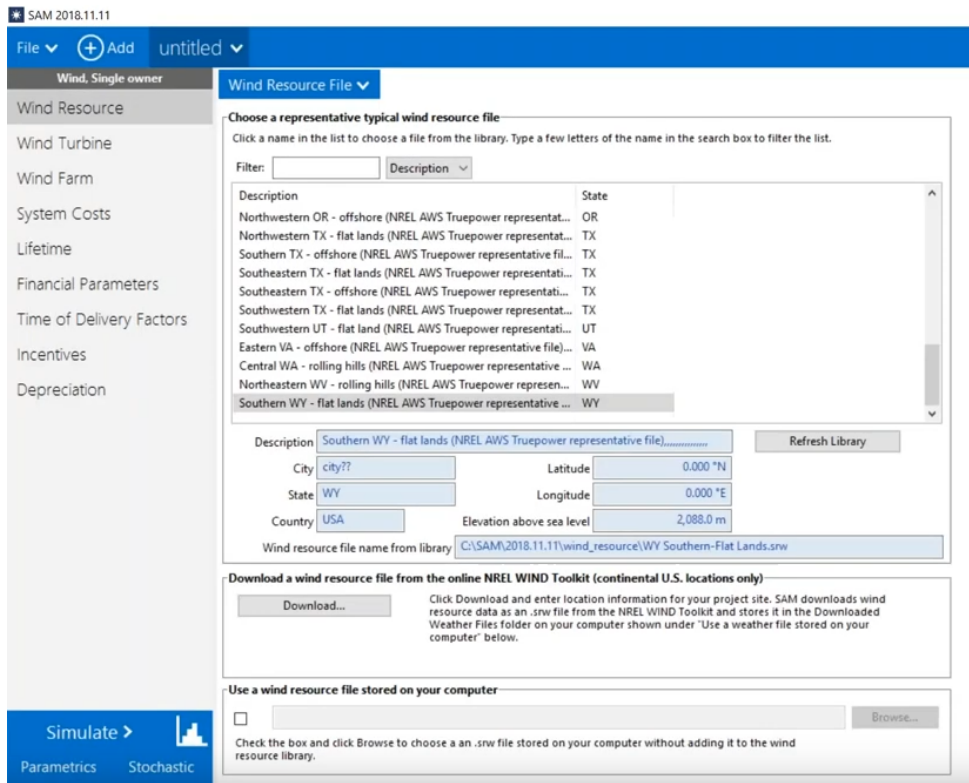 SAM 2018.11.11
File Add untitled
Wind, Single owner
Wind Resource
Wind Turbine
Wind Farm
System Costs
Lifetime
Financial Parameters
Time of Delivery Factors
Incentives
Depreciation
Simulate >
Parametrics Stochastic
Wind Resource File
Choose a representative typical wind resource file
Click a name in the list to choose a file from the library. Type a few letters of the name in the search box to filter the list.
Filter: Description
Description State
Northwestern OR - offshore (NREL AWS Truepower representat... OR
Northwestern TX - flat lands (NREL AWS Truepower representat... TX
Southern TX - offshore (NREL AWS Truepower representative fil... TX
Southeastern TX - flat lands (NREL AWS Truepower representati... TX
Southeastern TX - offshore (NREL AWS Truepower representati... TX
Southwestern TX - flat lands (NREL AWS Truepower representat... TX
Southwestern UT - flat land (NREL AWS Truepower representati... UT
Eastern VA - offshore (NREL AWS Truepower representative file)... VA
Central WA - rolling hills (NREL AWS Truepower representative ... WA
Northeastern WV - rolling hills (NREL AWS Truepower represen... WV
Southern WY - flat lands (NREL AWS Truepower representative ... WY
Description Southern WY - flat lands (NREL AWS Truepower representative file),,,,,,,,,,,,,,, Refresh Library
City city?? Latitude 0.000 °N
State WY Longitude 0.000 °E
Country USA Elevation above sea level 2,088.0 m
Wind resource file name from library C:\SAM\2018.11.11\wind_resource\WY Southern-Flat Lands.srw
Download a wind resource file from the online NREL WIND Toolkit (continental U.S. locations only)
Download... Click Download and enter location information for your project site. SAM downloads wind
resource data as an .srw file from the NREL WIND Toolkit and stores it in the Downloaded
Weather Files folder on your computer shown under "Use a weather file stored on your
computer" below.
Use a wind resource file stored on your computer
Browse...
Check the box and click Browse to choose a an .srw file stored on your computer without adding it to the wind
resource library.